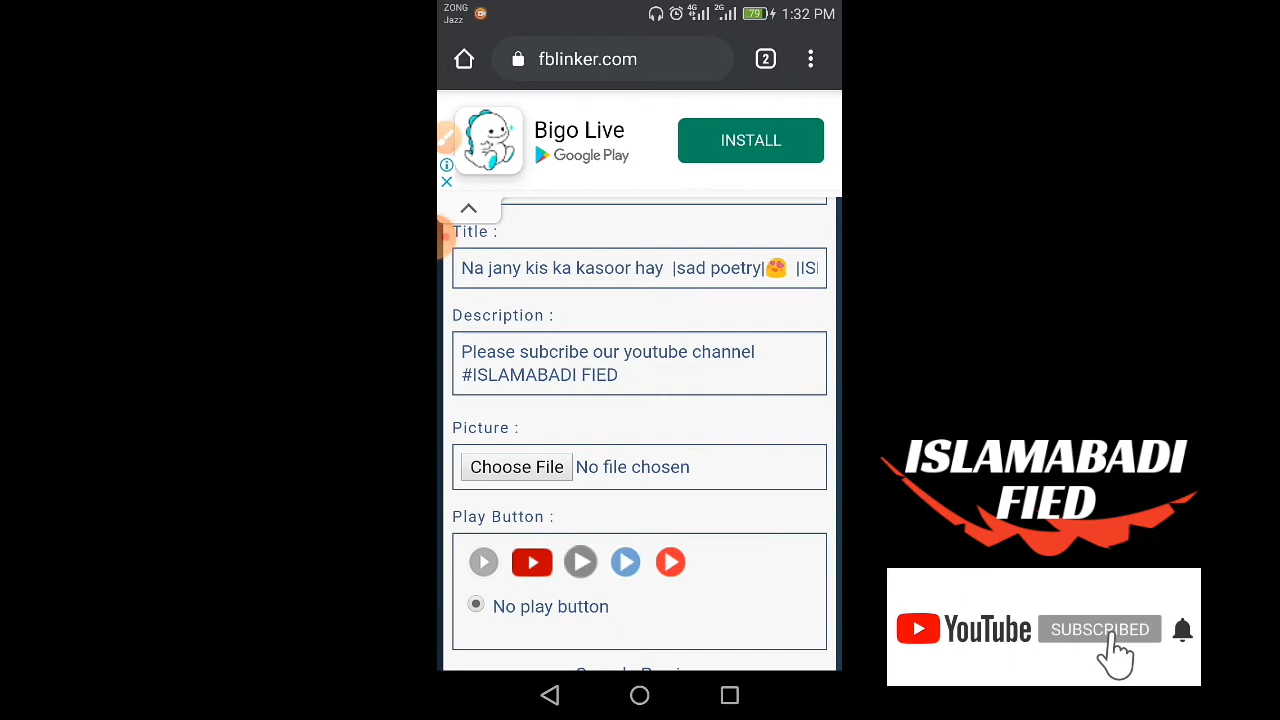 ZONG
Jazz
4G 2G 79 1:32 PM
fblinker.com
2
Bigo Live
Google Play
INSTALL
Title :
Na jany kis ka kasoor hay |sad poetry|😍 |IS
Description :
Please subcribe our youtube channel
#ISLAMABADI FIED
Picture :
Choose File No file chosen
Play Button :
No play button
ISLAMABADI
FIED
YouTube SUBSCRIBED